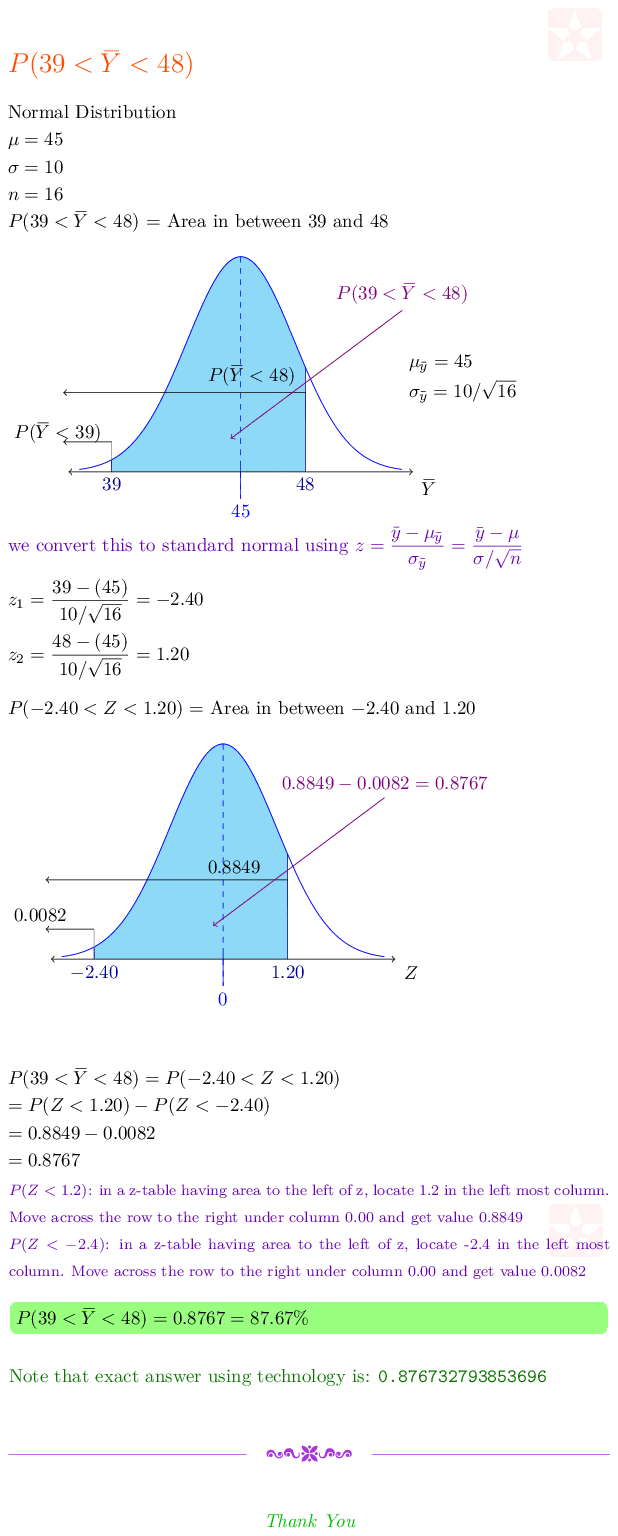 P(39 < Ȳ < 48)
Normal Distribution
μ = 45
σ = 10
n = 16
P(39 < Ȳ < 48) = Area in between 39 and 48
P(39 < Ȳ < 48)
μ_ȳ = 45
P(Ȳ < 48)
σ_ȳ = 10/√16
P(Ȳ < 39)
39 48
Ȳ
45
we convert this to standard normal using z = (ȳ − μ_ȳ)/σ_ȳ = (ȳ − μ)/(σ/√n)
z₁ = (39 − (45))/(10/√16) = −2.40
z₂ = (48 − (45))/(10/√16) = 1.20
P(−2.40 < Z < 1.20) = Area in between −2.40 and 1.20
0.8849 − 0.0082 = 0.8767
0.8849
0.0082
−2.40 1.20 Z
0
P(39 < Ȳ < 48) = P(−2.40 < Z < 1.20)
= P(Z < 1.20) − P(Z < −2.40)
= 0.8849 − 0.0082
= 0.8767
P(Z < 1.2): in a z-table having area to the left of z, locate 1.2 in the left most column.
Move across the row to the right under column 0.00 and get value 0.8849
P(Z < −2.4): in a z-table having area to the left of z, locate -2.4 in the left most
column. Move across the row to the right under column 0.00 and get value 0.0082
P(39 < Ȳ < 48) = 0.8767 = 87.67%
Note that exact answer using technology is: 0.876732793853696
Thank You